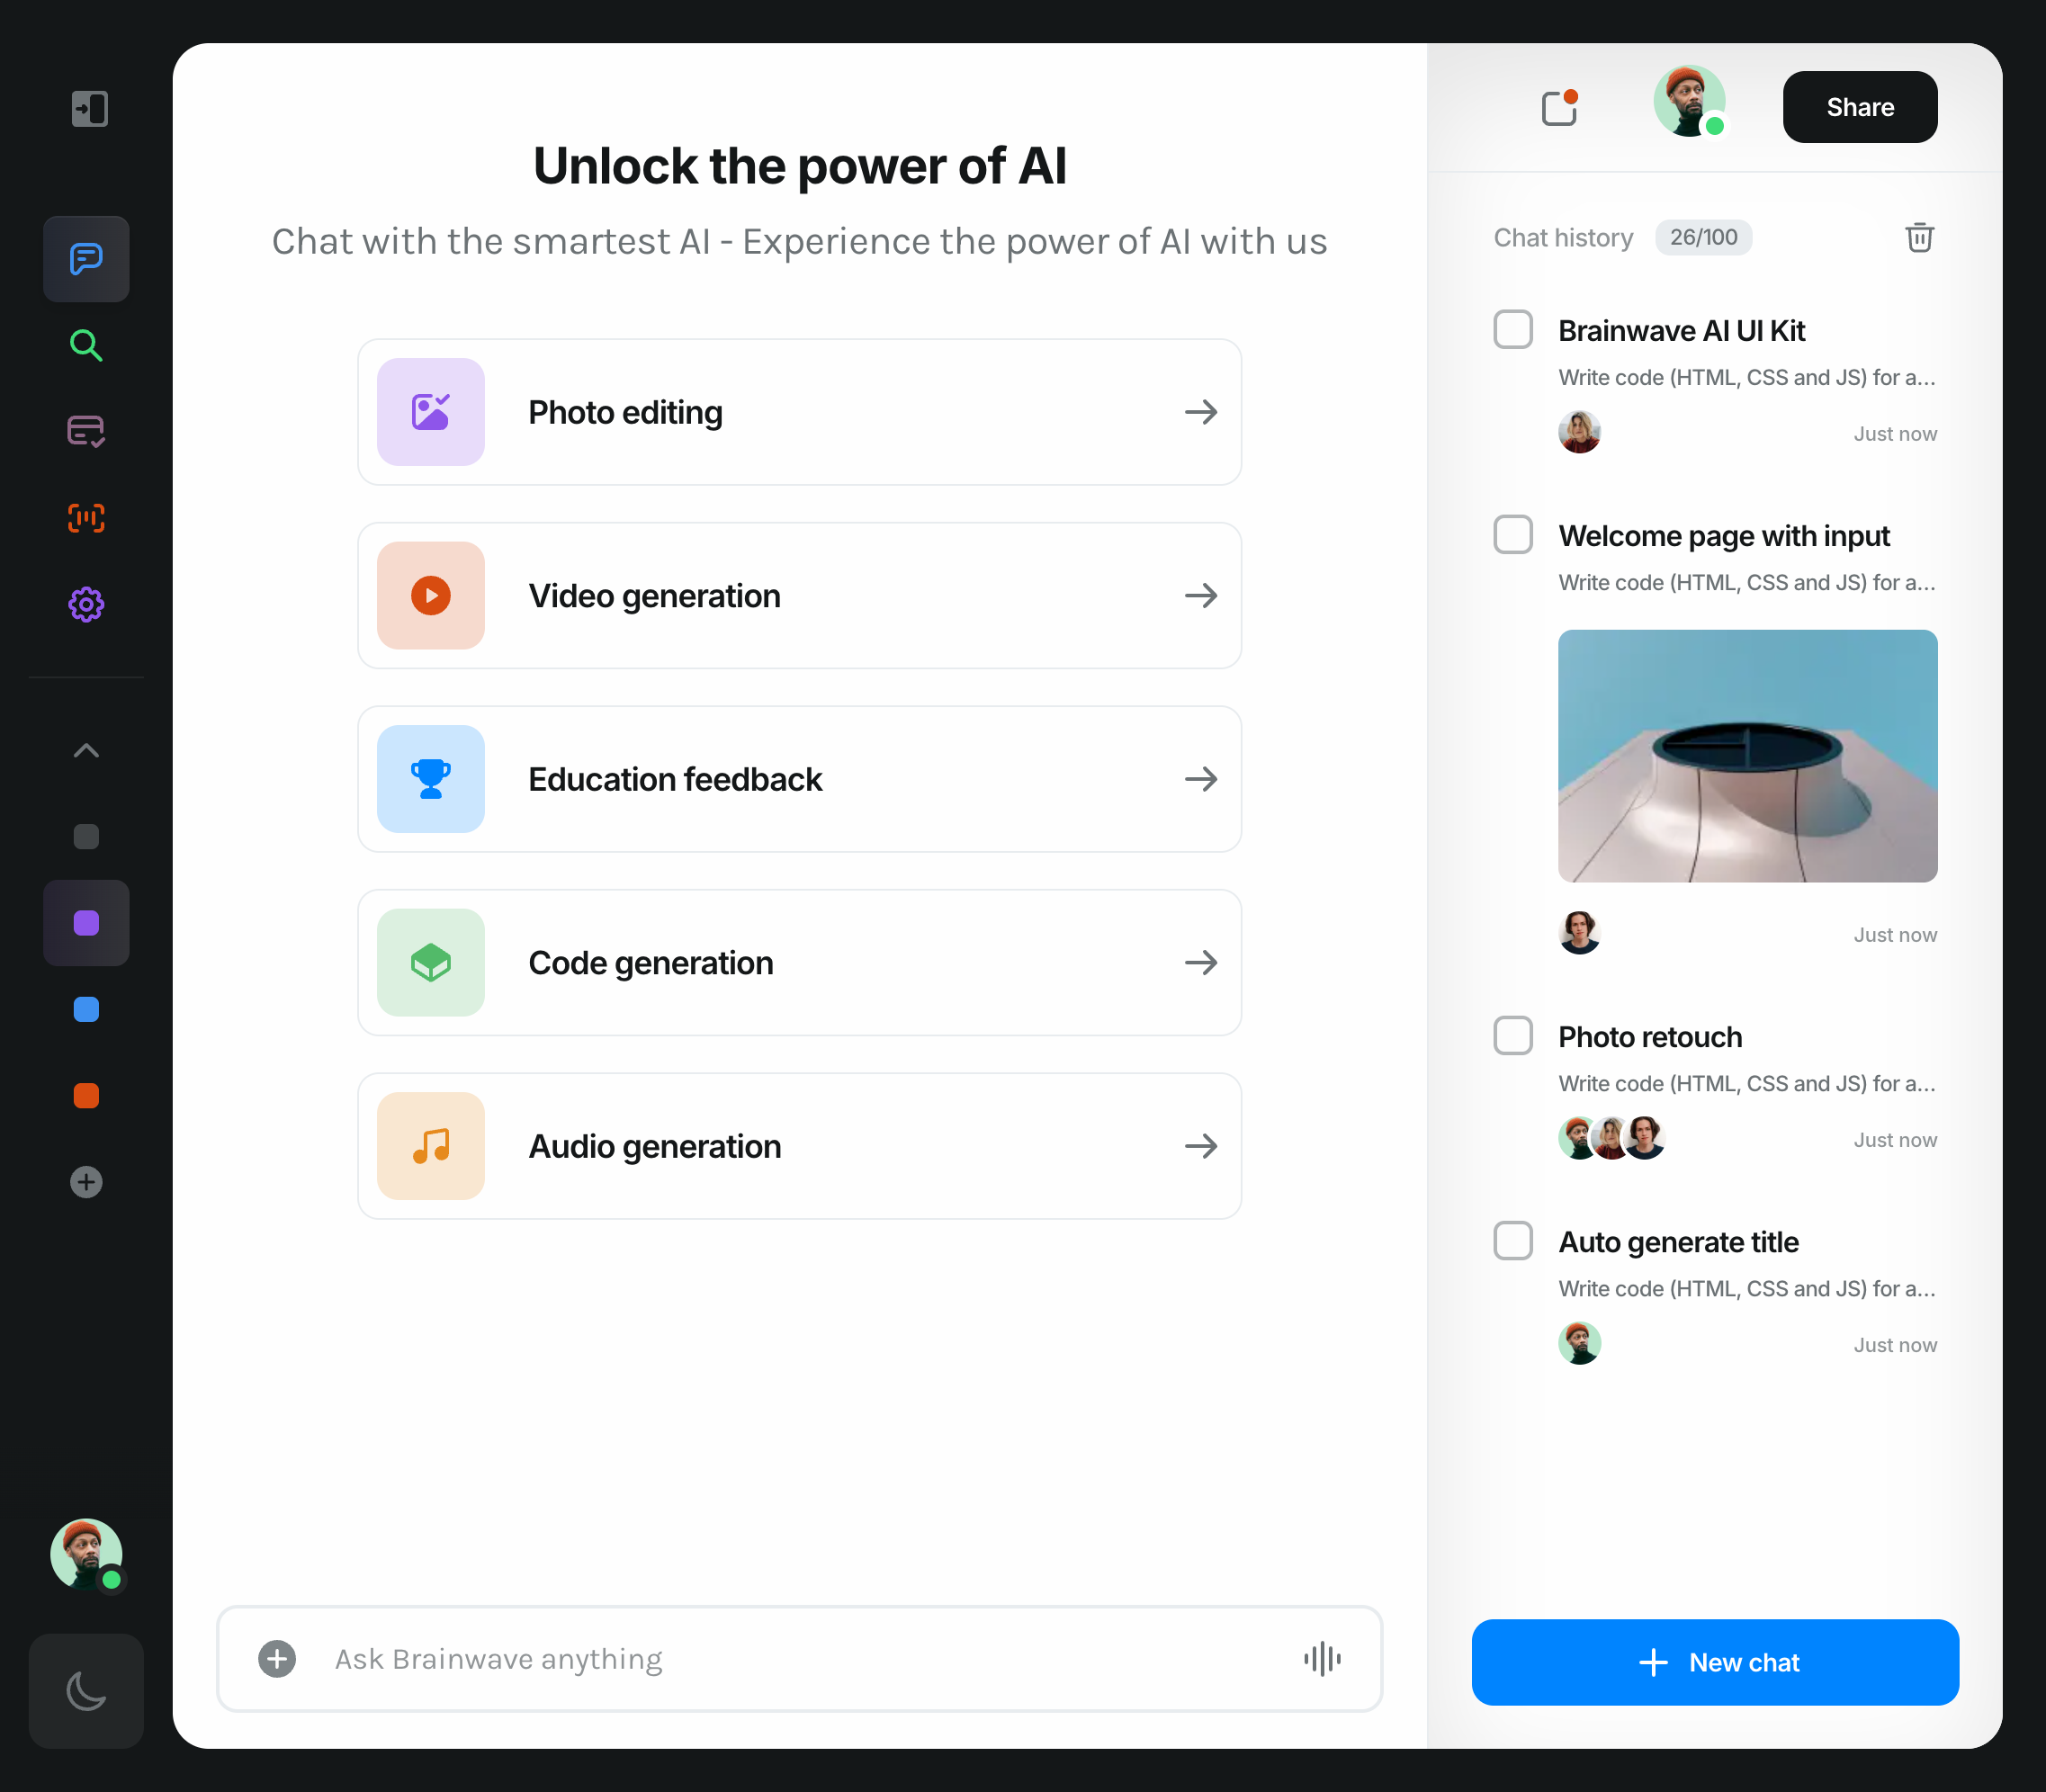 Unlock the power of AI
Chat with the smartest AI - Experience the power of AI with us
Photo editing
Video generation
Education feedback
Code generation
Audio generation
Ask Brainwave anything
Share
Chat history 26/100
Brainwave AI UI Kit
Write code (HTML, CSS and JS) for a...
Just now
Welcome page with input
Write code (HTML, CSS and JS) for a...
Just now
Photo retouch
Write code (HTML, CSS and JS) for a...
Just now
Auto generate title
Write code (HTML, CSS and JS) for a...
Just now
New chat